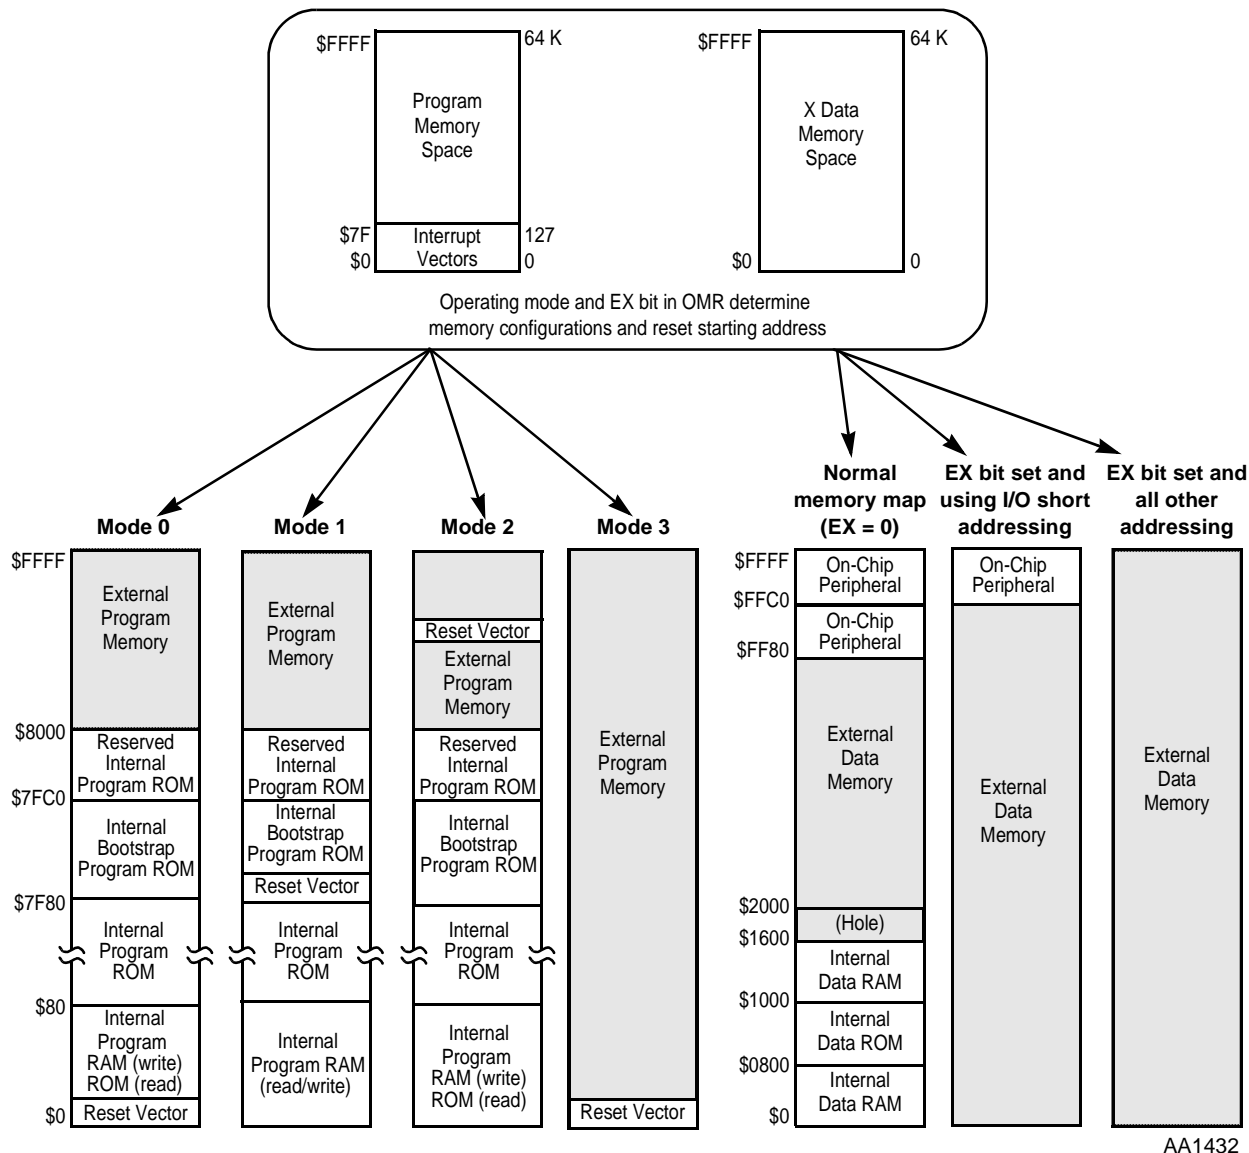 $FFFF
64 K
Program
Memory
Space
$7F
Interrupt
127
$0
Vectors
0
$FFFF
64 K
X Data
Memory
Space
$0
0
Operating mode and EX bit in OMR determine
memory configurations and reset starting address
Mode 0
Mode 1
Mode 2
Mode 3
Normal
memory map
(EX = 0)
EX bit set and
using I/O short
addressing
EX bit set and
all other
addressing
$FFFF
$8000
$7FC0
$7F80
$80
$0
External
Program
Memory
Reserved
Internal
Program ROM
Internal
Bootstrap
Program ROM
Internal
Program
ROM
Internal
Program
RAM (write)
ROM (read)
Reset Vector
External
Program
Memory
Reserved
Internal
Program ROM
Internal
Bootstrap
Program ROM
Reset Vector
Internal
Program
ROM
Internal
Program RAM
(read/write)
Reset Vector
External
Program
Memory
Reserved
Internal
Program ROM
Internal
Bootstrap
Program ROM
Internal
Program
ROM
Internal
Program
RAM (write)
ROM (read)
External
Program
Memory
Reset Vector
$FFFF
$FFC0
$FF80
$2000
$1600
$1000
$0800
$0
On-Chip
Peripheral
On-Chip
Peripheral
External
Data
Memory
(Hole)
Internal
Data RAM
Internal
Data ROM
Internal
Data RAM
On-Chip
Peripheral
External
Data
Memory
External
Data
Memory
AA1432